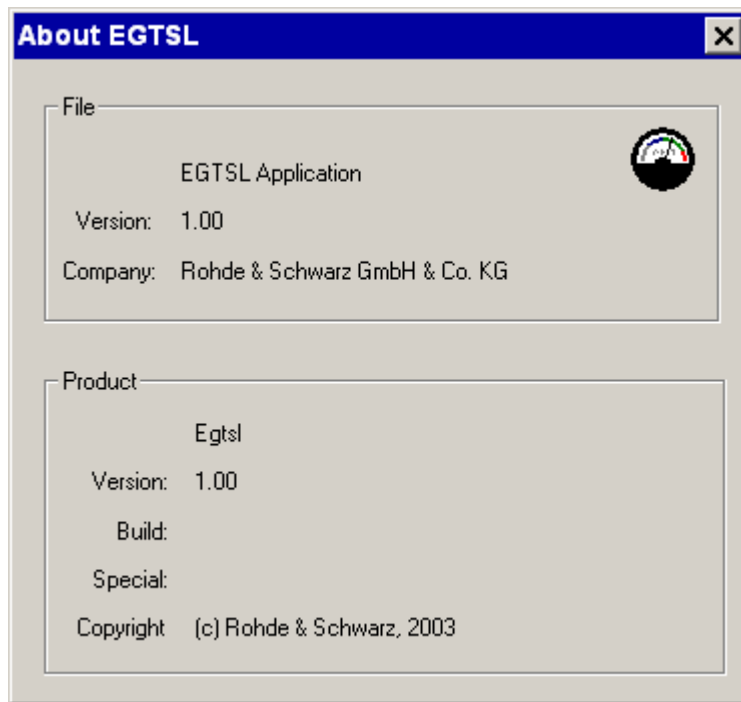 About EGTSL
File
EGTSL Application
Version: 1.00
Company: Rohde & Schwarz GmbH & Co. KG
Product
Egtsl
Version: 1.00
Build:
Special:
Copyright (c) Rohde & Schwarz, 2003